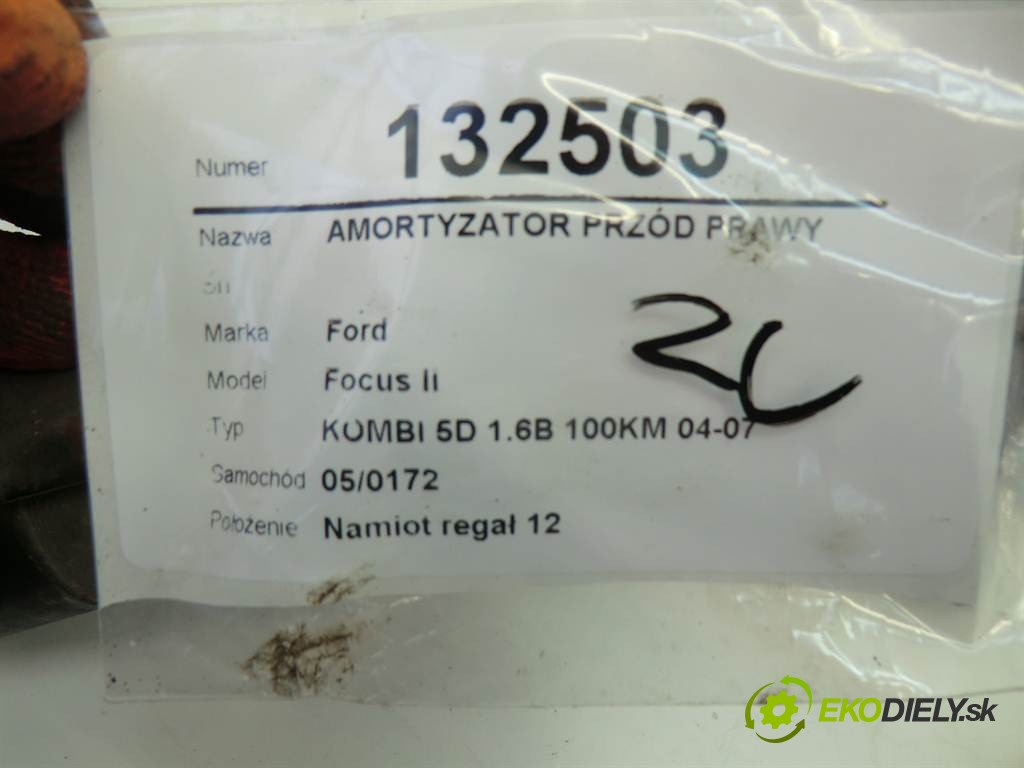 Numer 132503
Nazwa AMORTYZATOR PRZÓD PRAWY
Marka Ford
Model Focus Ii
Typ KOMBI 5D 1.6B 100KM 04-07
Samochód 05/0172
Położenie Namiot regał 12
EKODIELY.sk